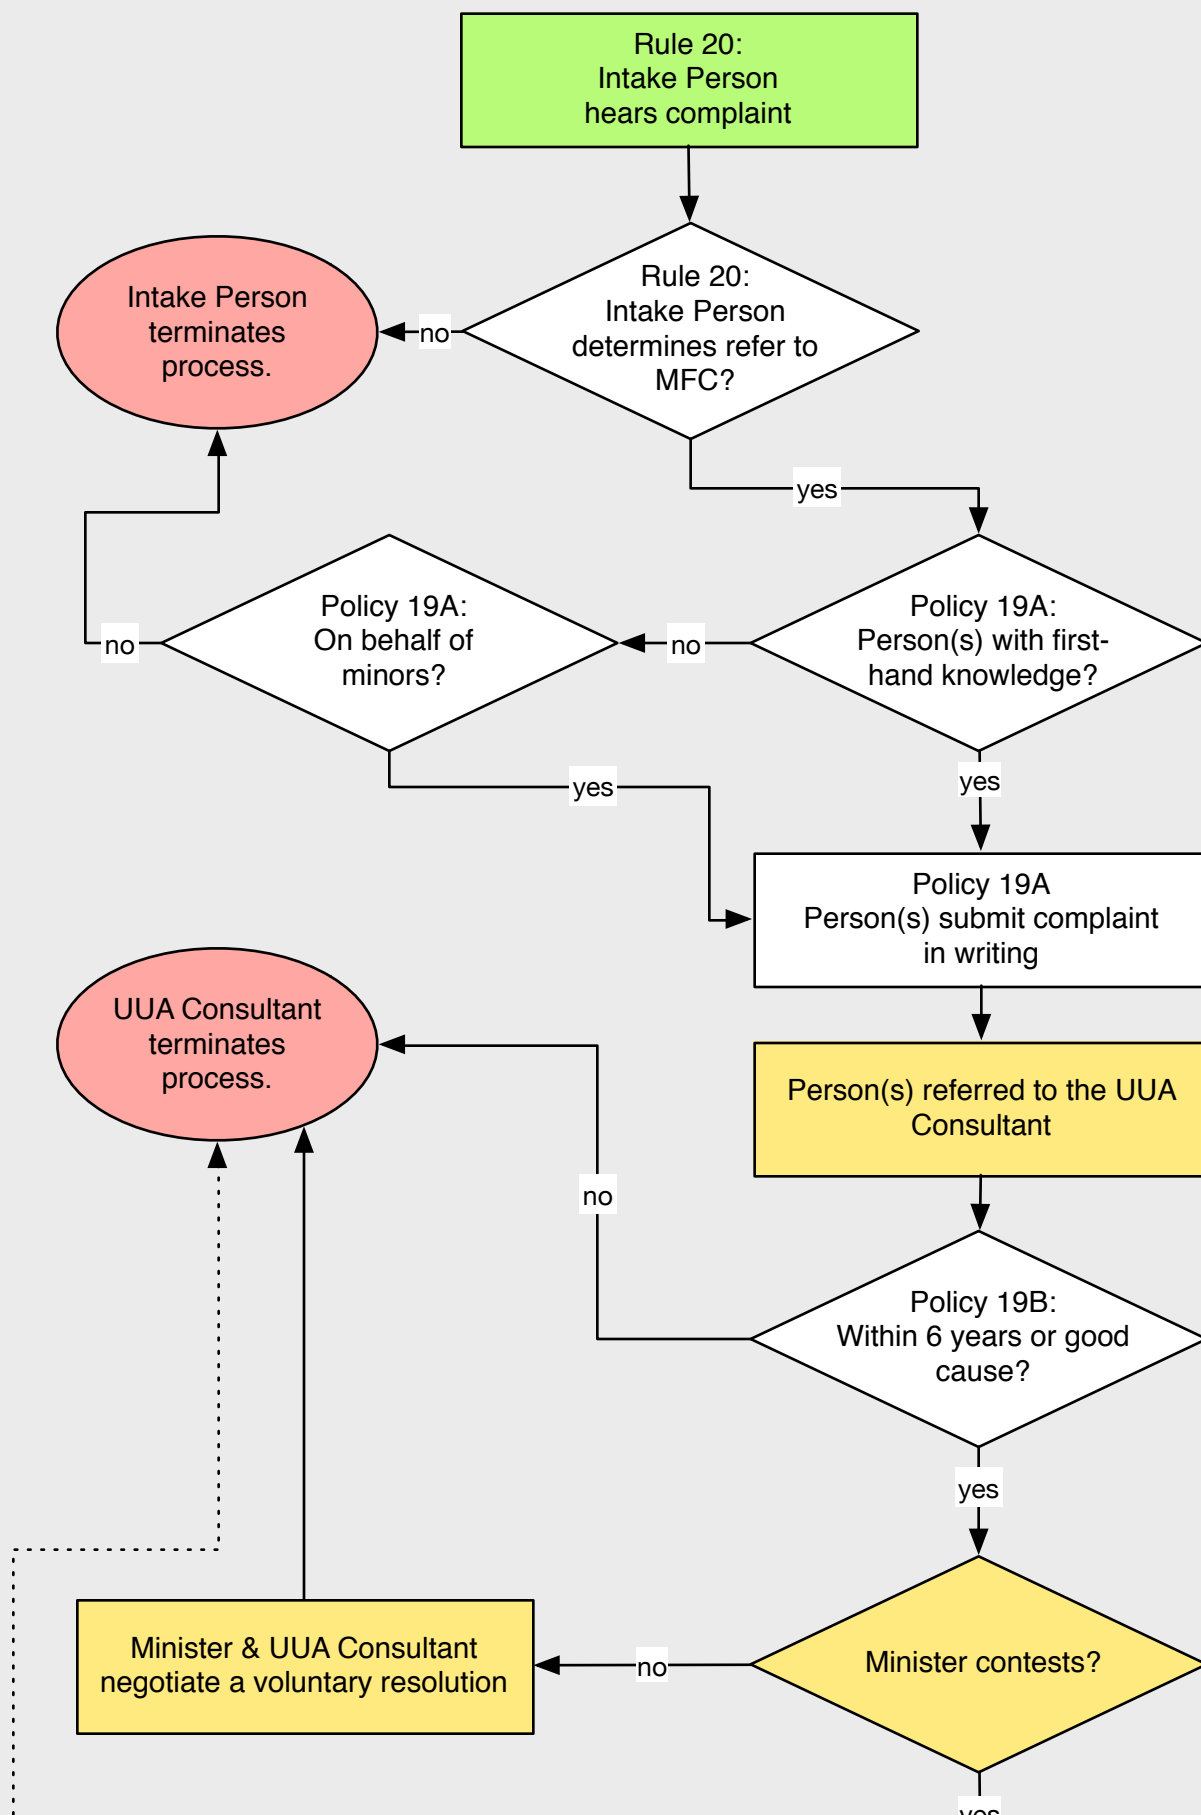 Rule 20:
Intake Person
hears complaint
Rule 20:
Intake Person
determines refer to
MFC?
no
Intake Person
terminates
process.
yes
Policy 19A:
Person(s) with first-
hand knowledge?
no
Policy 19A:
On behalf of
minors?
no
yes
yes
Policy 19A
Person(s) submit complaint
in writing
UUA Consultant
terminates
process.
Person(s) referred to the UUA
Consultant
no
Policy 19B:
Within 6 years or good
cause?
yes
Minister contests?
no
Minister & UUA Consultant
negotiate a voluntary resolution
yes